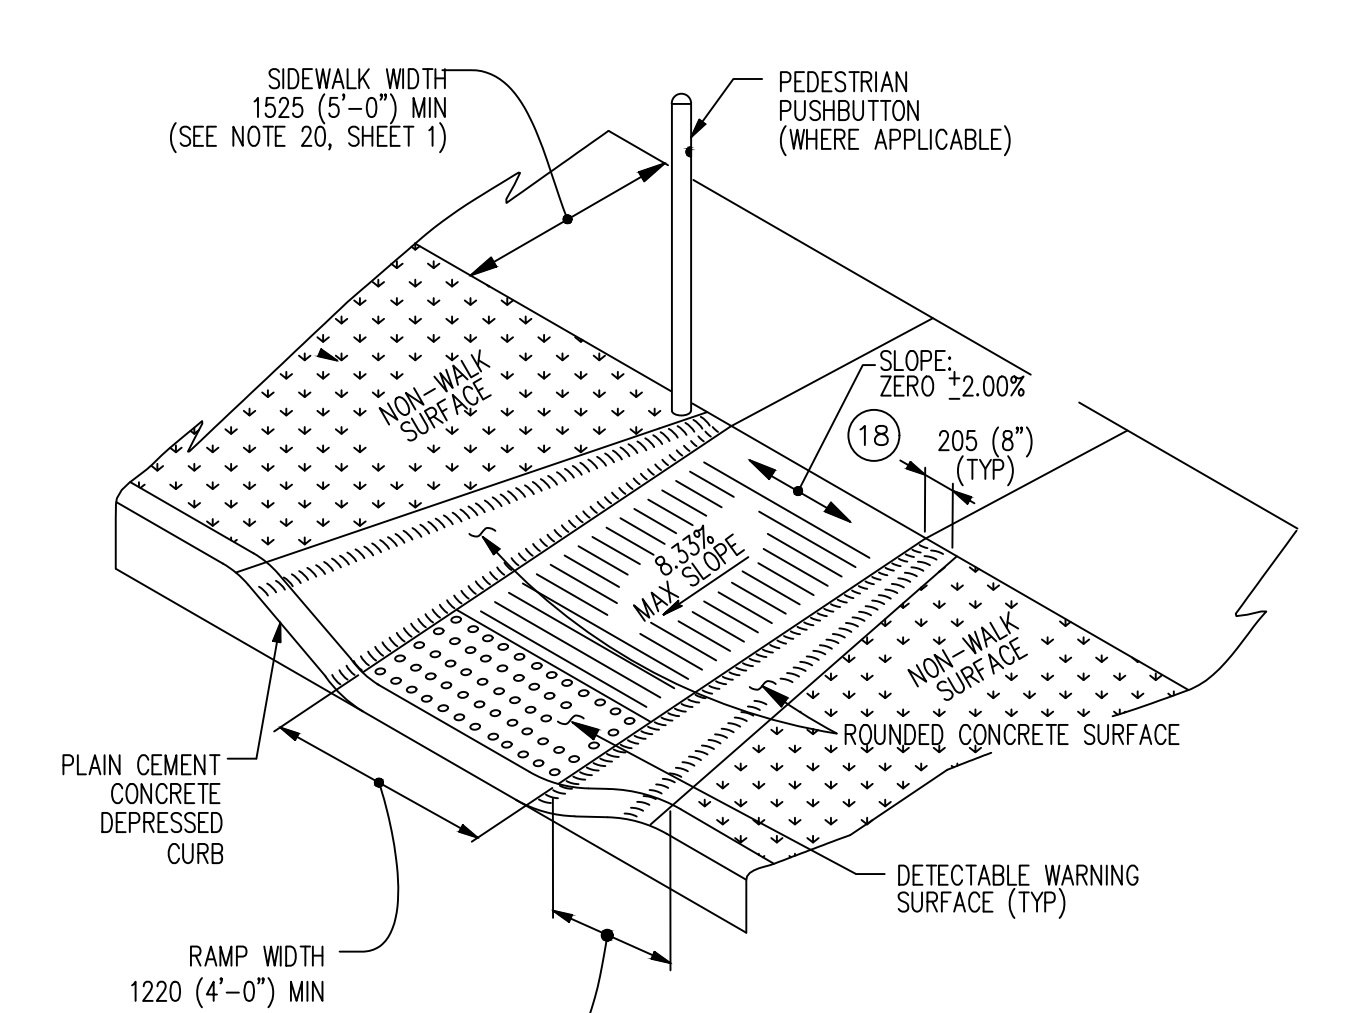 SIDEWALK WIDTH
1525 (5'-0") MIN
(SEE NOTE 20, SHEET 1)
PEDESTRIAN
PUSHBUTTON
(WHERE APPLICABLE)
NON-WALK
SURFACE
SLOPE:
ZERO ±2.00%
18
205 (8")
(TYP)
8.33%
MAX SLOPE
NON-WALK
SURFACE
ROUNDED CONCRETE SURFACE
PLAIN CEMENT
CONCRETE
DEPRESSED
CURB
DETECTABLE WARNING
SURFACE (TYP)
RAMP WIDTH
1220 (4'-0") MIN